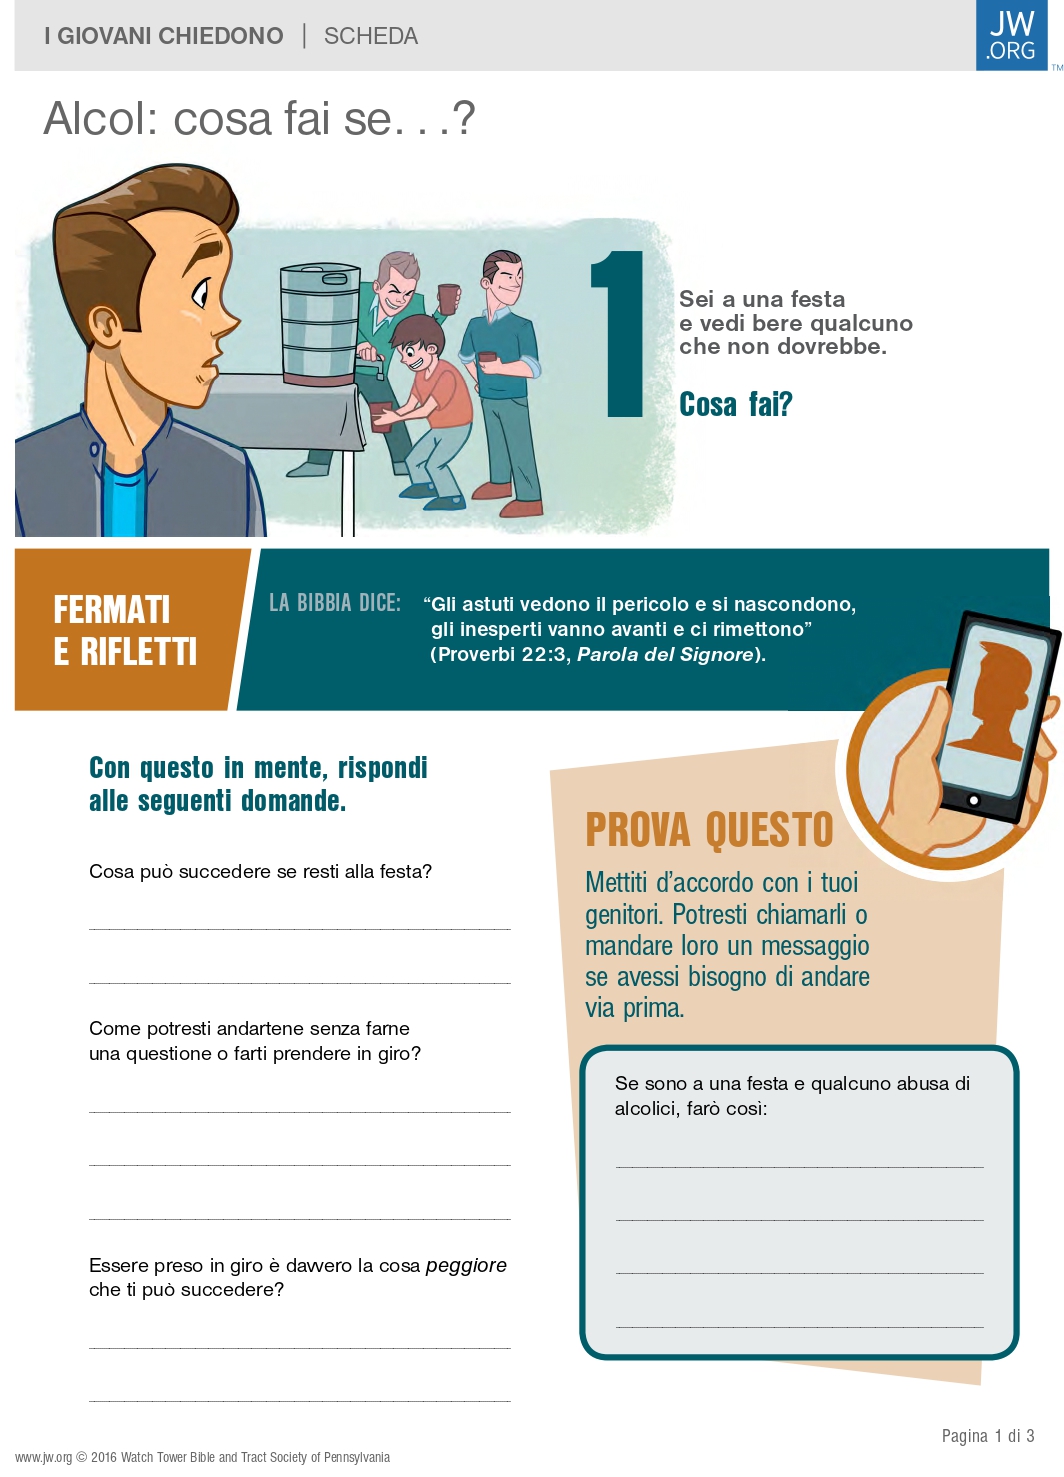 I GIOVANI CHIEDONO | SCHEDA
JW
.ORG
TM
Alcol: cosa fai se. . .?
1
Sei a una festa
e vedi bere qualcuno
che non dovrebbe.
Cosa fai?
FERMATI
E RIFLETTI
LA BIBBIA DICE: “Gli astuti vedono il pericolo e si nascondono,
gli inesperti vanno avanti e ci rimettono”
(Proverbi 22:3, Parola del Signore).
Con questo in mente, rispondi
alle seguenti domande.
Cosa può succedere se resti alla festa?
Come potresti andartene senza farne
una questione o farti prendere in giro?
Essere preso in giro è davvero la cosa peggiore
che ti può succedere?
PROVA QUESTO
Mettiti d’accordo con i tuoi
genitori. Potresti chiamarli o
mandare loro un messaggio
se avessi bisogno di andare
via prima.
Se sono a una festa e qualcuno abusa di
alcolici, farò così:
Pagina 1 di 3
www.jw.org © 2016 Watch Tower Bible and Tract Society of Pennsylvania